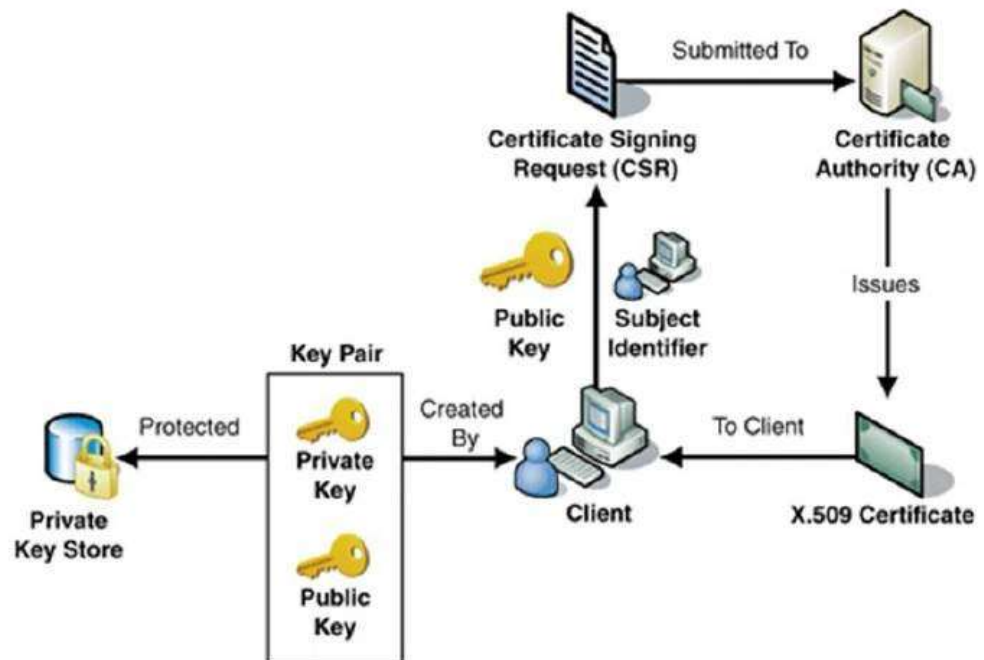 Submitted To
Certificate Signing
Request (CSR)
Certificate
Authority (CA)
Issues
Public
Key
Subject
Identifier
Key Pair
Protected
Private
Key
Created
By
To Client
Private
Key Store
Client
X.509 Certificate
Public
Key